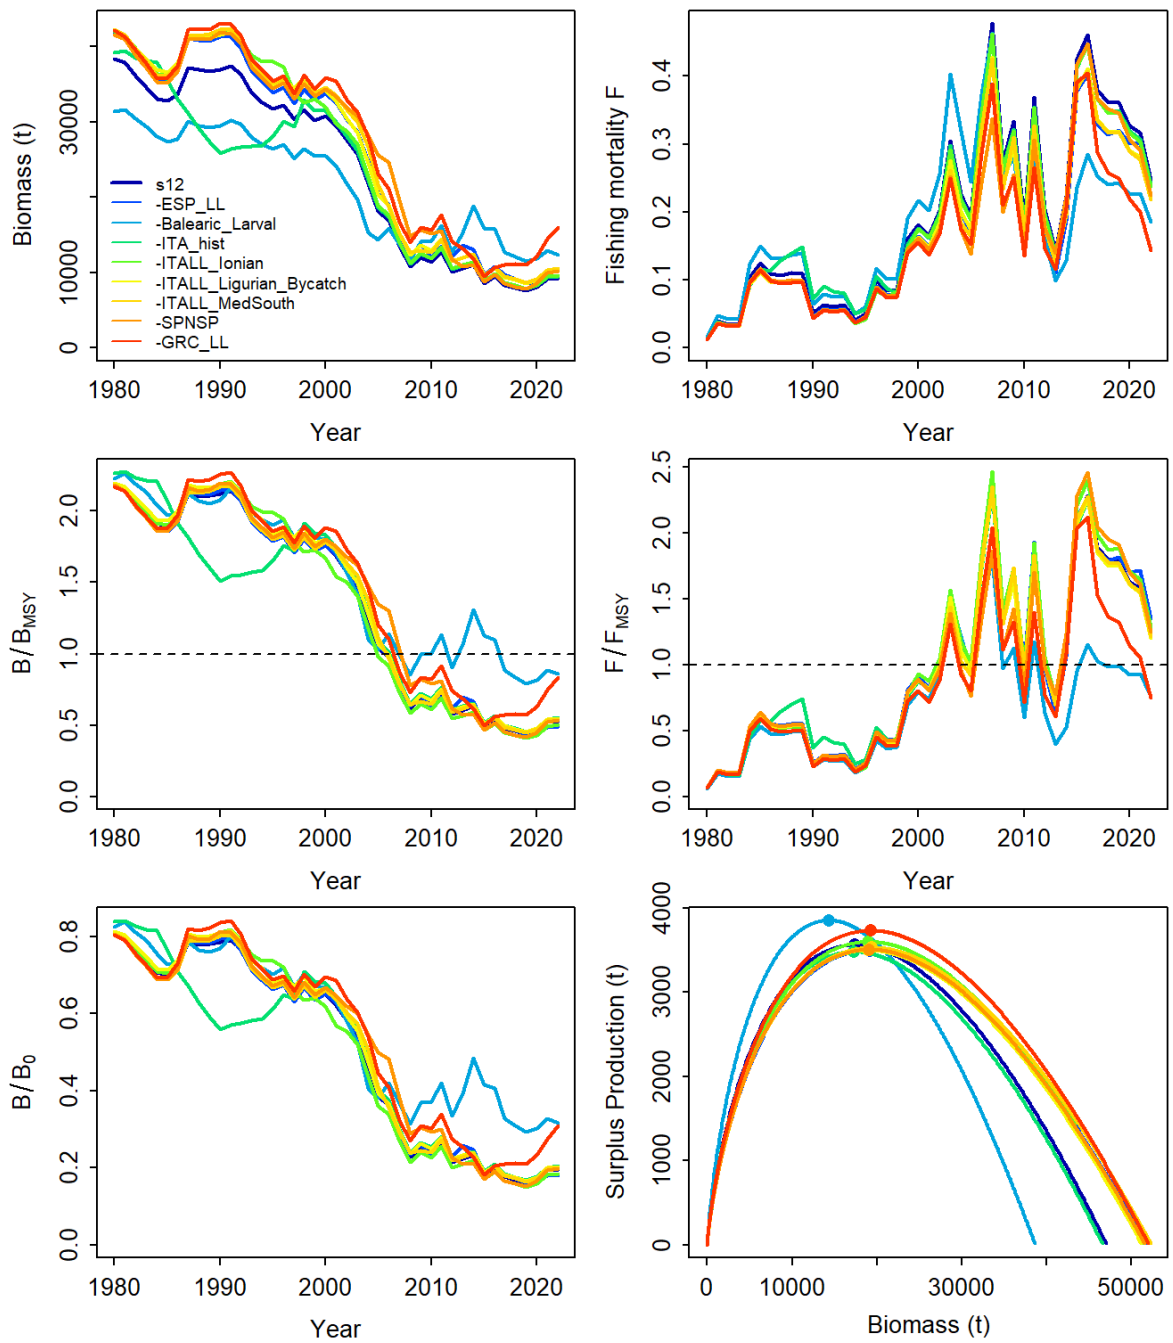 Biomass (t)
0 10000 30000
s12
-ESP_LL
-Balearic_Larval
-ITA_hist
-ITALL_Ionian
-ITALL_Ligurian_Bycatch
-ITALL_MedSouth
-SPNSP
-GRC_LL
1980 1990 2000 2010 2020
Year
Fishing mortality F
0.0 0.1 0.2 0.3 0.4
1980 1990 2000 2010 2020
Year
B/BMSY
0.0 0.5 1.0 1.5 2.0
1980 1990 2000 2010 2020
Year
F/FMSY
0.0 0.5 1.0 1.5 2.0 2.5
1980 1990 2000 2010 2020
Year
B/B0
0.0 0.2 0.4 0.6 0.8
1980 1990 2000 2010 2020
Year
Surplus Production (t)
0 1000 2000 3000 4000
0 10000 30000 50000
Biomass (t)